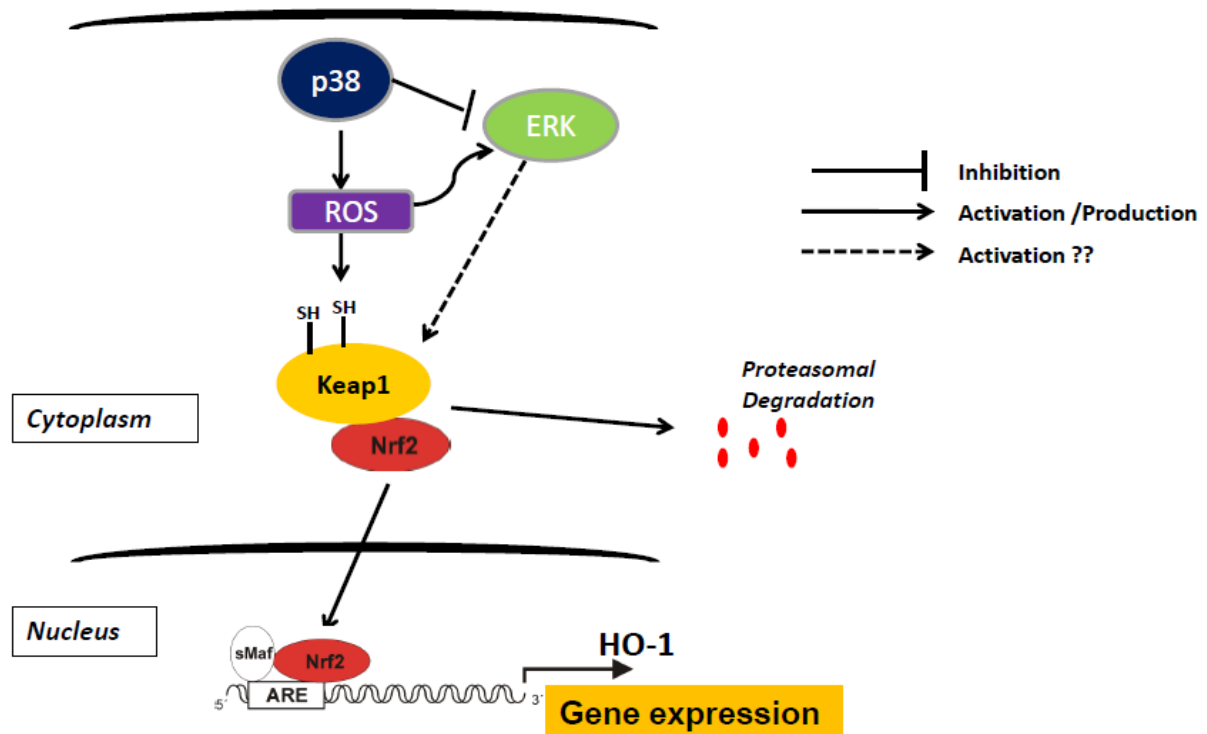 p38
ERK
ROS
Inhibition
Activation /Production
Activation ??
SH
SH
Keap1
Nrf2
Proteasomal
Degradation
Cytoplasm
Nucleus
sMaf
Nrf2
ARE
5´
3´
HO-1
Gene expression